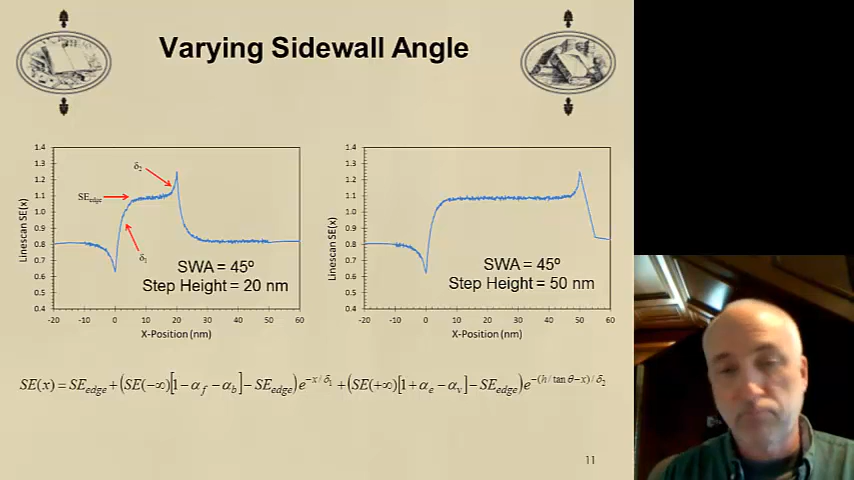 Varying Sidewall Angle
1.4
1.3
1.2
1.1
1.0
0.9
0.8
0.7
0.6
0.5
0.4
Linescan SE(x)
δ2
SEedge
δ1
SWA = 45º
Step Height = 20 nm
-20 -10 0 10 20 30 40 50 60
X-Position (nm)
1.4
1.3
1.2
1.1
1.0
0.9
0.8
0.7
0.6
0.5
0.4
Linescan SE(x)
SWA = 45º
Step Height = 50 nm
-20 -10 0 10 20 30 40 50 60
X-Position (nm)
SE(x) = SEedge + (SE(−∞)[1−αf −αb]−SEedge)e^−x/δ1 + (SE(+∞)[1+αe −αv]−SEedge)e^−(h/tanθ−x)/δ2
11